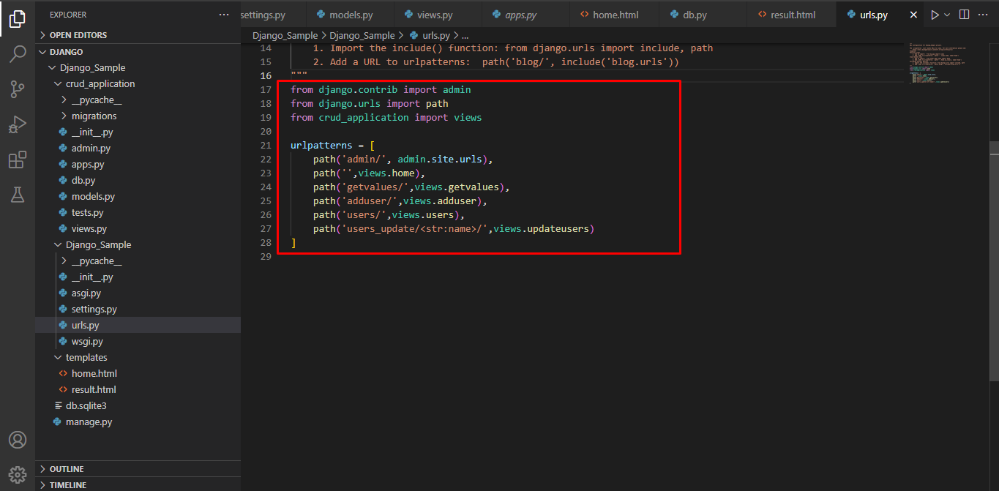 EXPLORER
OPEN EDITORS
DJANGO
Django_Sample
crud_application
__pycache__
migrations
__init__.py
admin.py
apps.py
db.py
models.py
tests.py
views.py
Django_Sample
__pycache__
__init__.py
asgi.py
settings.py
urls.py
wsgi.py
templates
home.html
result.html
db.sqlite3
manage.py
OUTLINE
TIMELINE
settings.py models.py views.py apps.py home.html db.py result.html urls.py
Django_Sample > Django_Sample > urls.py > ...
14 1. Import the include() function: from django.urls import include, path
15 2. Add a URL to urlpatterns:  path('blog/', include('blog.urls'))
16 """
17 from django.contrib import admin
18 from django.urls import path
19 from crud_application import views
20
21 urlpatterns = [
22 path('admin/', admin.site.urls),
23 path('',views.home),
24 path('getvalues/',views.getvalues),
25 path('adduser/',views.adduser),
26 path('users/',views.users),
27 path('users_update/<str:name>/',views.updateusers)
28 ]
29